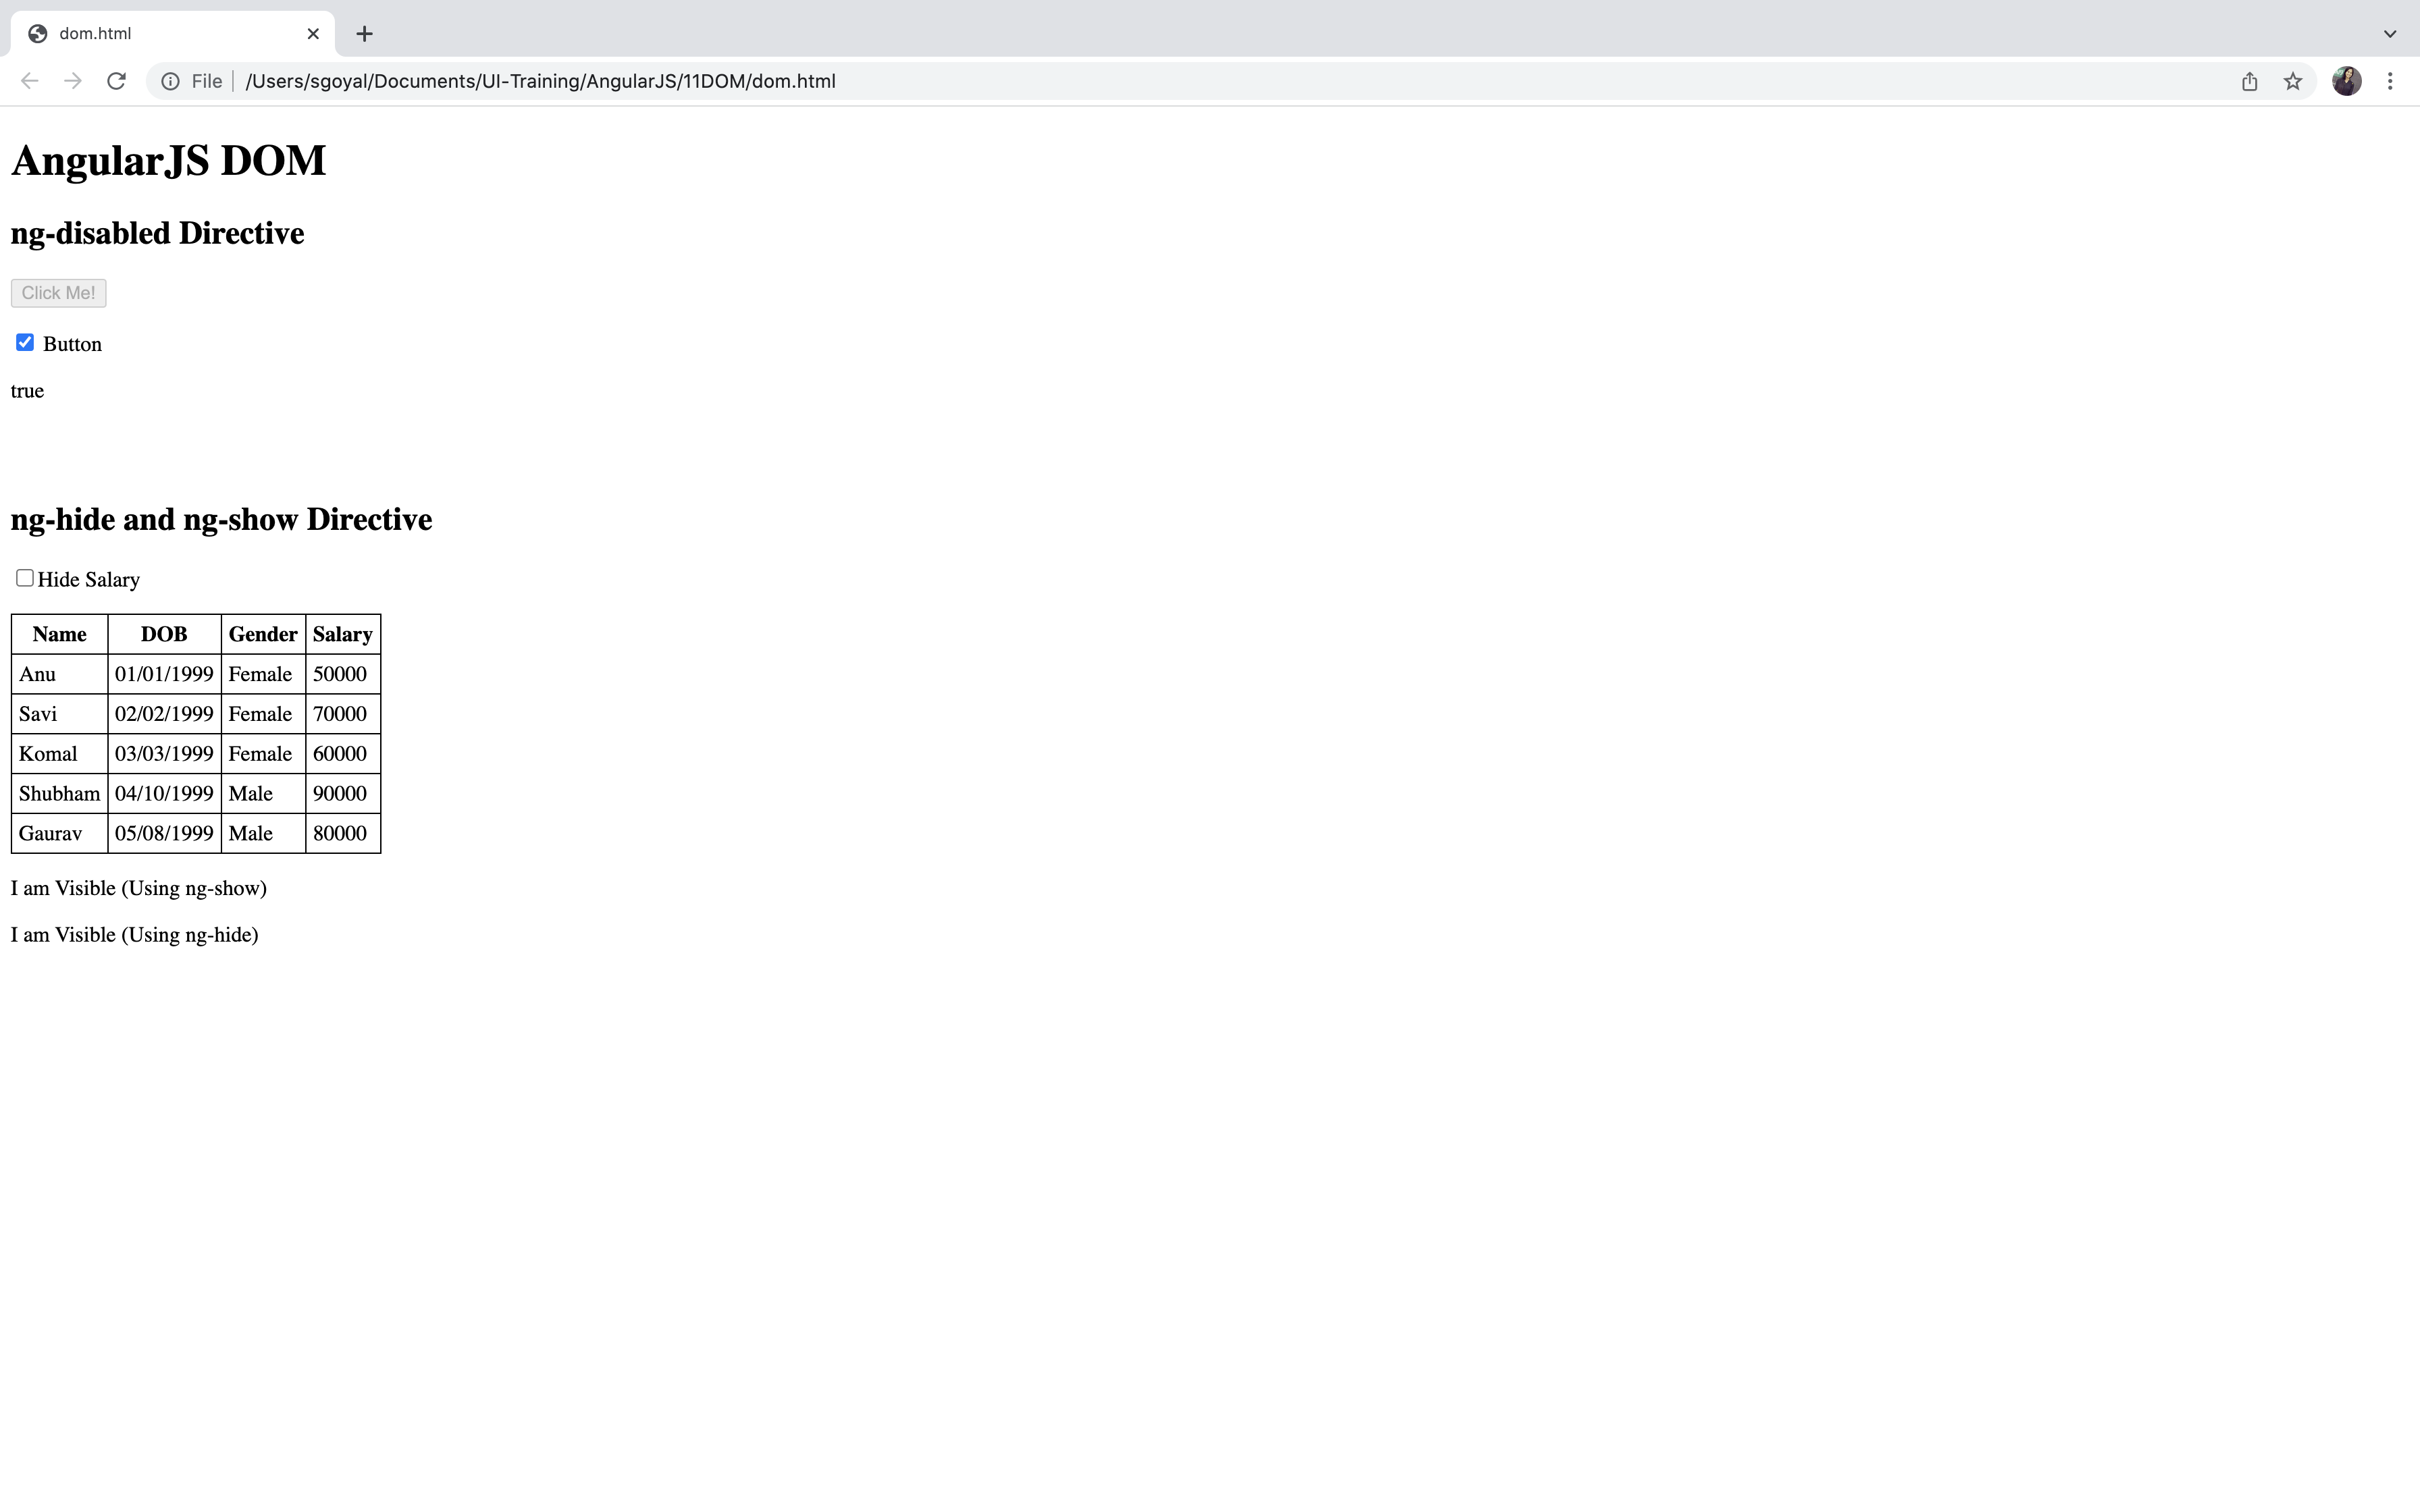 dom.html
File /Users/sgoyal/Documents/UI-Training/AngularJS/11DOM/dom.html
AngularJS DOM
ng-disabled Directive
Click Me!
Button
true
ng-hide and ng-show Directive
Hide Salary
Name DOB Gender Salary
Anu 01/01/1999 Female 50000
Savi 02/02/1999 Female 70000
Komal 03/03/1999 Female 60000
Shubham 04/10/1999 Male 90000
Gaurav 05/08/1999 Male 80000
I am Visible (Using ng-show)
I am Visible (Using ng-hide)